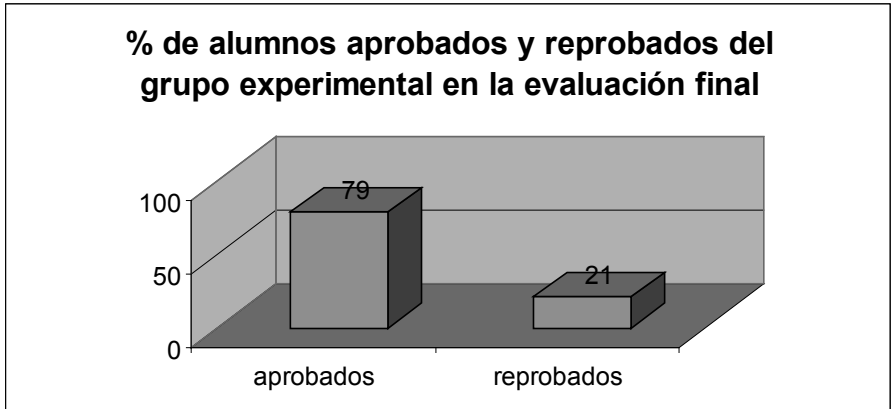 % de alumnos aprobados y reprobados del
grupo experimental en la evaluación final
79
100
21
50
0
aprobados reprobados